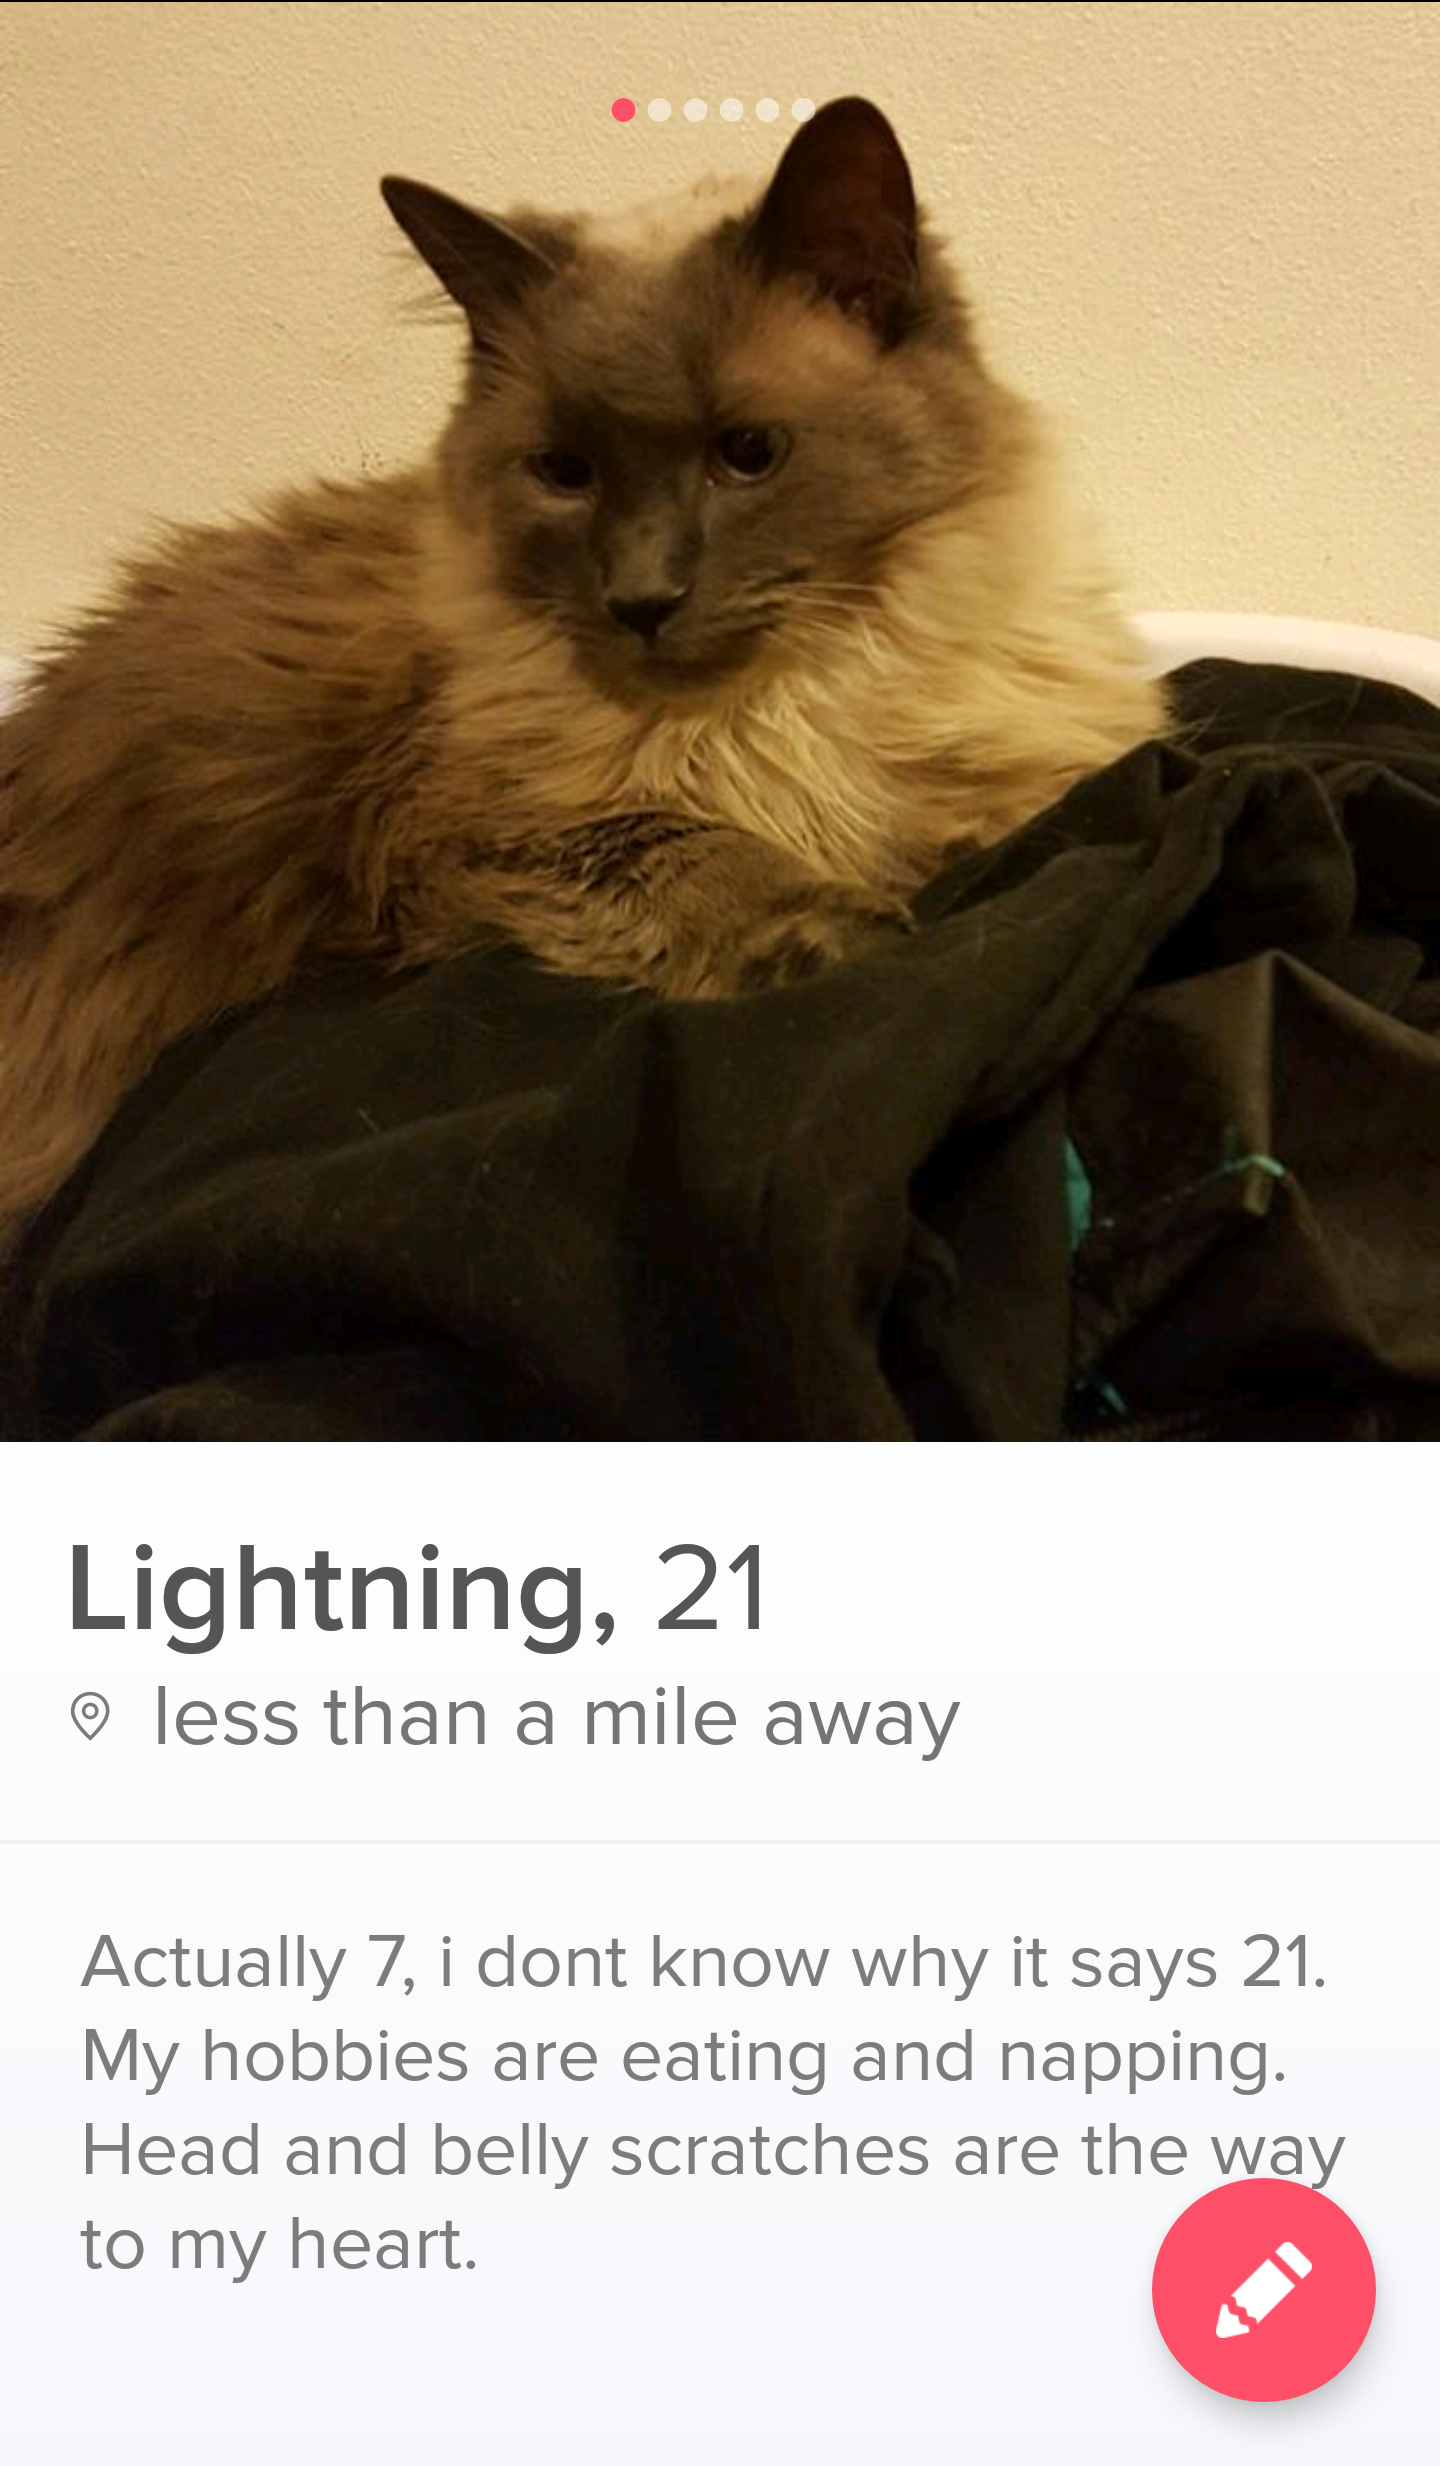 Lightning, 21
less than a mile away
Actually 7, i dont know why it says 21.
My hobbies are eating and napping.
Head and belly scratches are the way
to my heart.